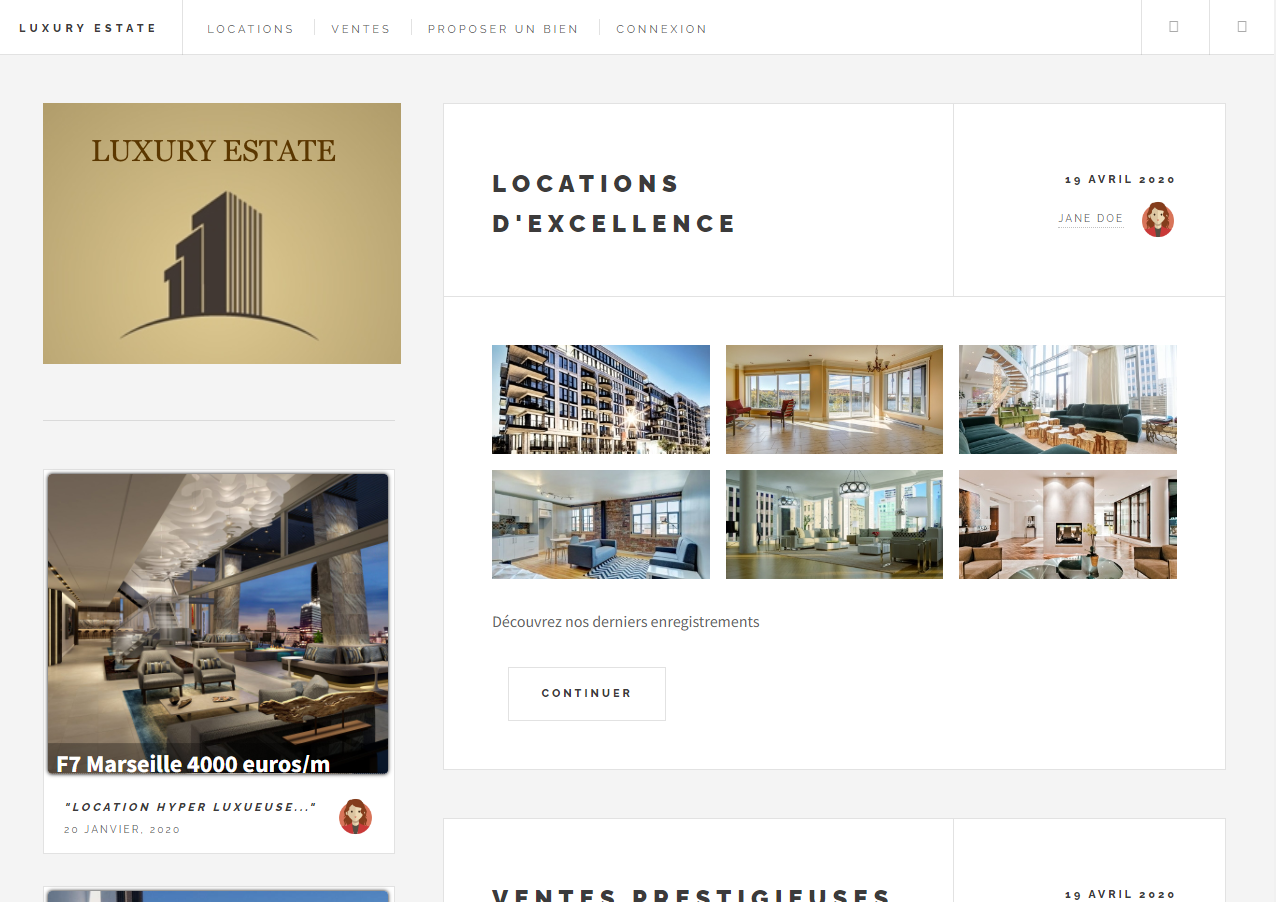 LUXURY ESTATE
LOCATIONS
VENTES
PROPOSER UN BIEN
CONNEXION
LUXURY ESTATE
F7 Marseille 4000 euros/m
"LOCATION HYPER LUXUEUSE..."
20 JANVIER, 2020
LOCATIONS
D'EXCELLENCE
19 AVRIL 2020
JANE DOE
Découvrez nos derniers enregistrements
CONTINUER
VENTES PRESTIGIEUSES
19 AVRIL 2020